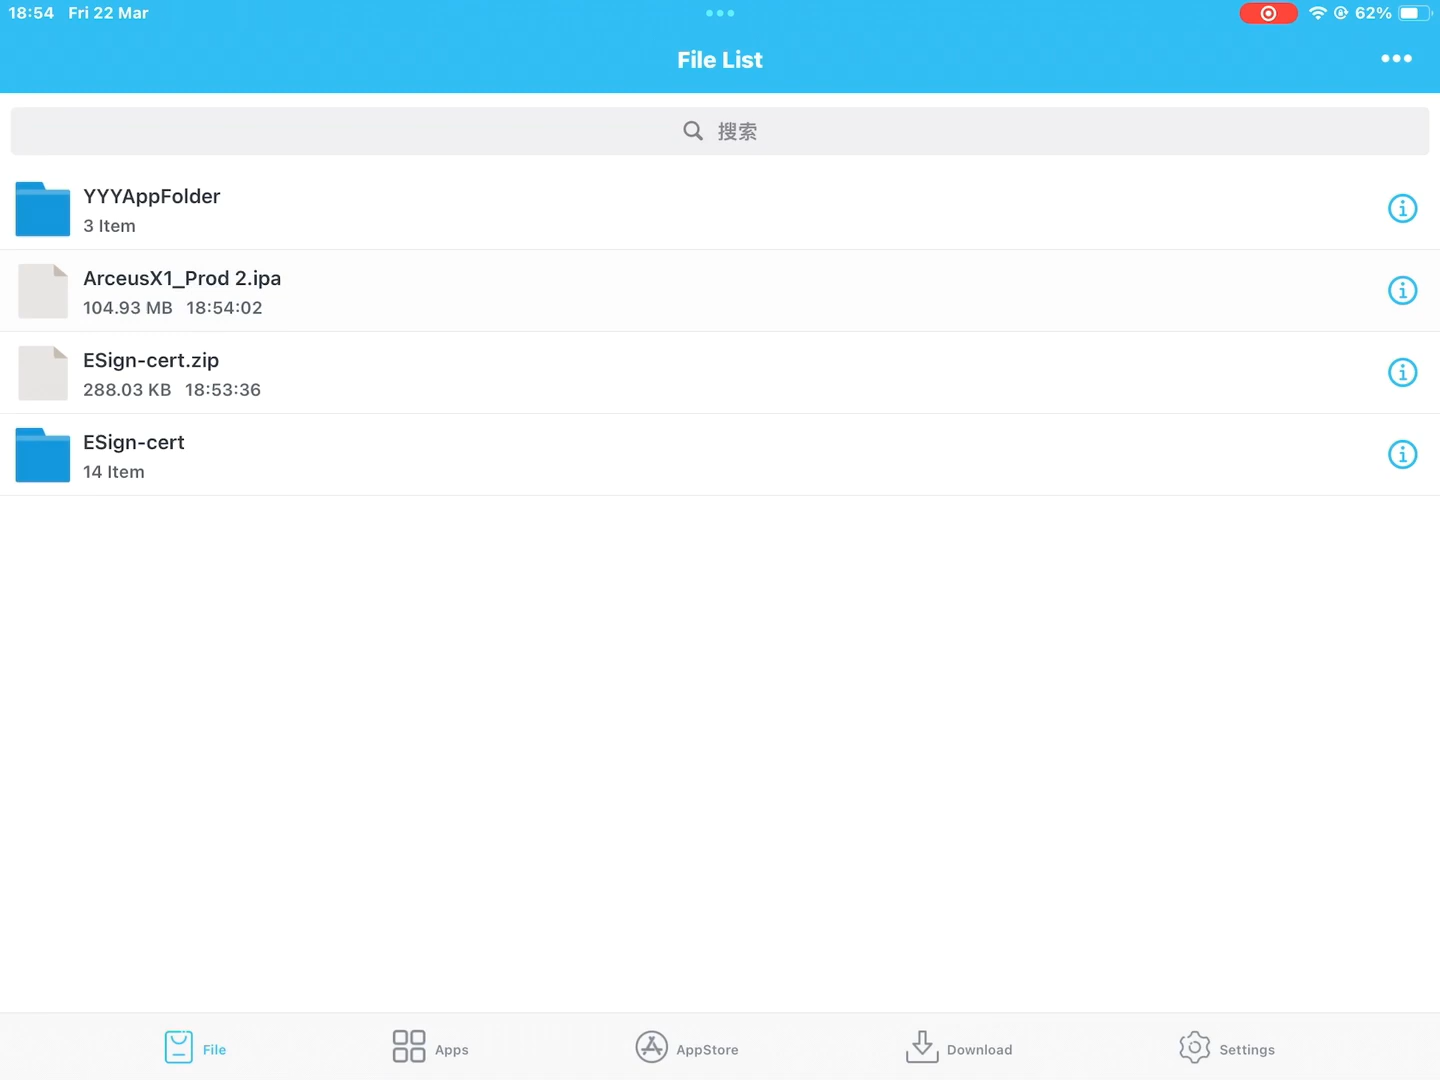 18:54 Fri 22 Mar
62%
File List
搜索
YYYAppFolder
3 Item
ArceusX1_Prod 2.ipa
104.93 MB 18:54:02
ESign-cert.zip
288.03 KB 18:53:36
ESign-cert
14 Item
File
Apps
AppStore
Download
Settings